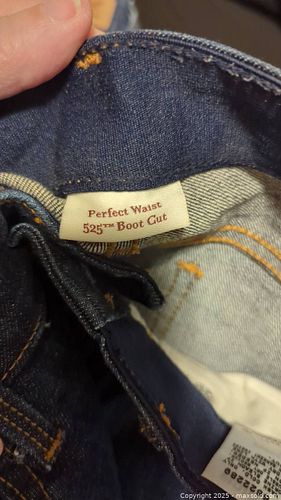 Perfect Waist
525™ Boot Cut
Copyright 2025 - maxsold.com